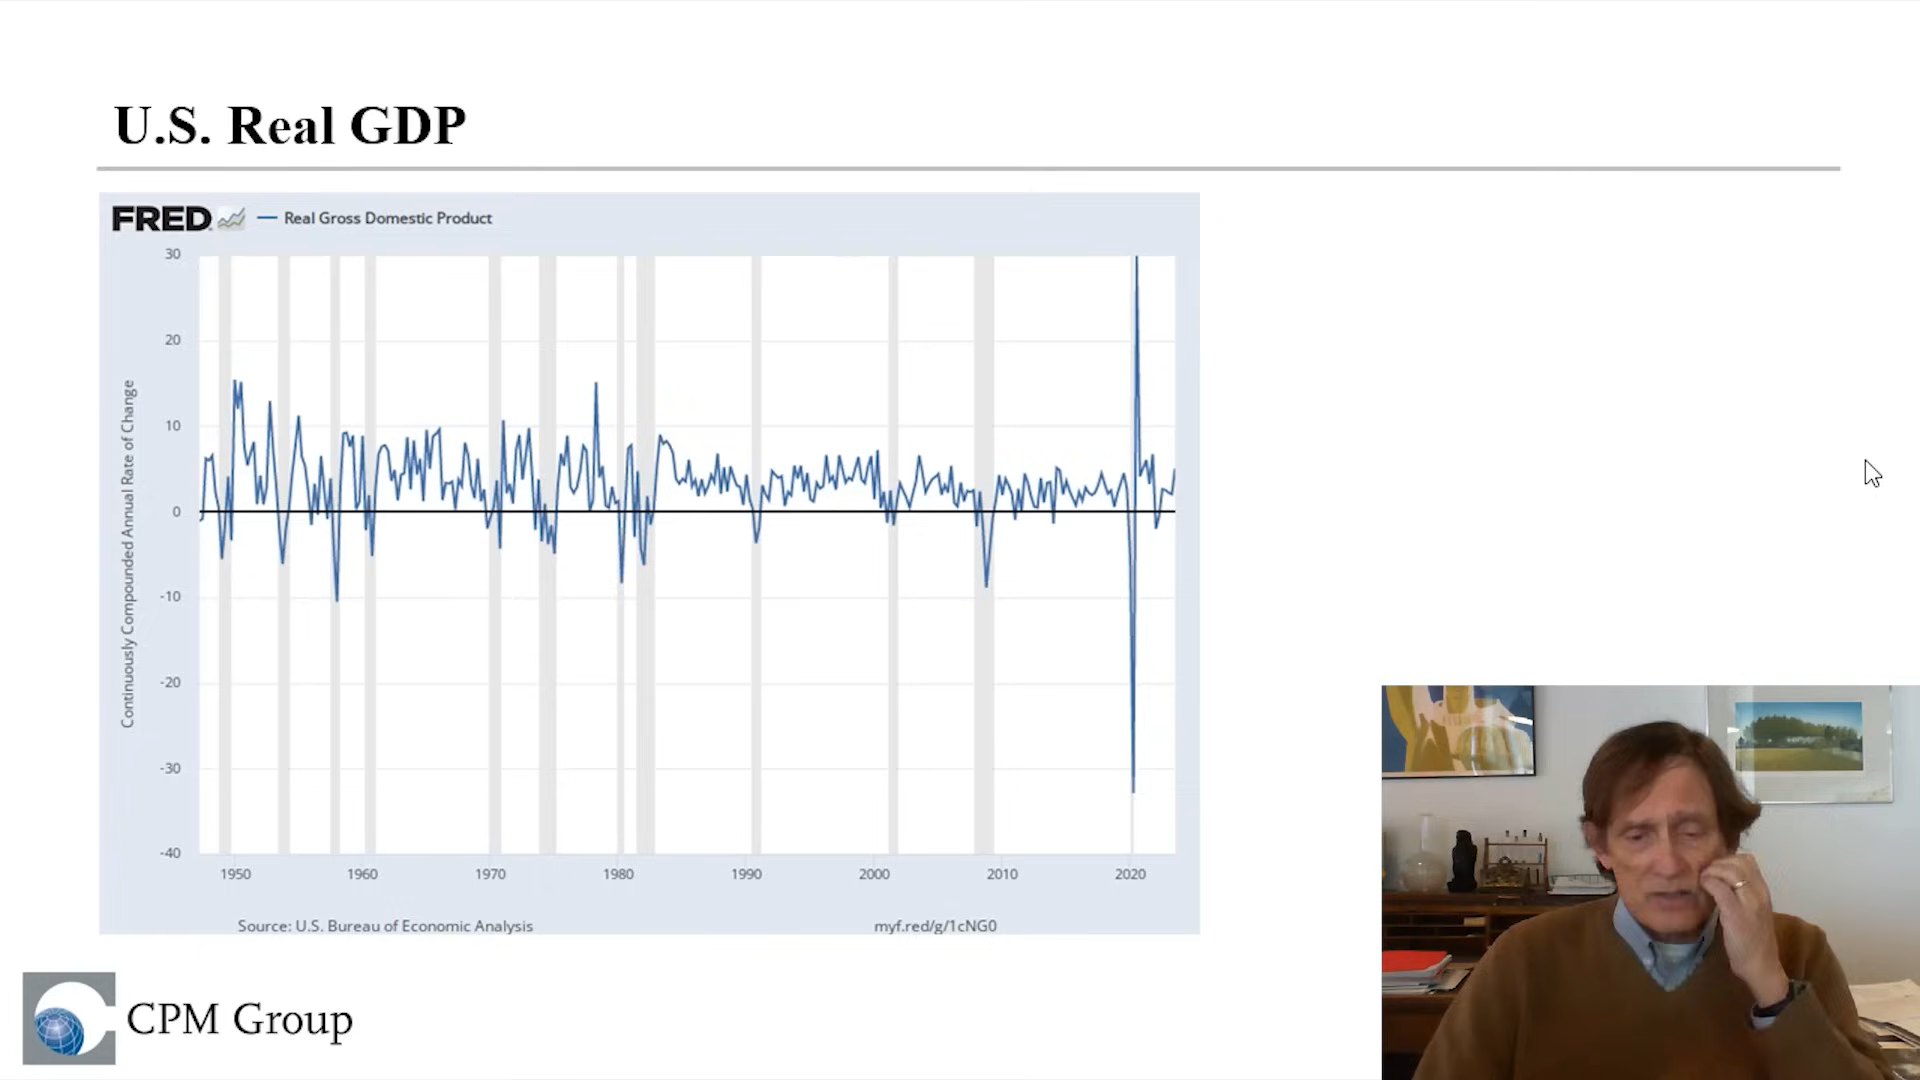 U.S. Real GDP
FRED
Real Gross Domestic Product
30
20
10
0
-10
-20
-30
-40
Continuously Compounded Annual Rate of Change
1950 1960 1970 1980 1990 2000 2010 2020
Source: U.S. Bureau of Economic Analysis
myf.red/g/1cNG0
CPM Group